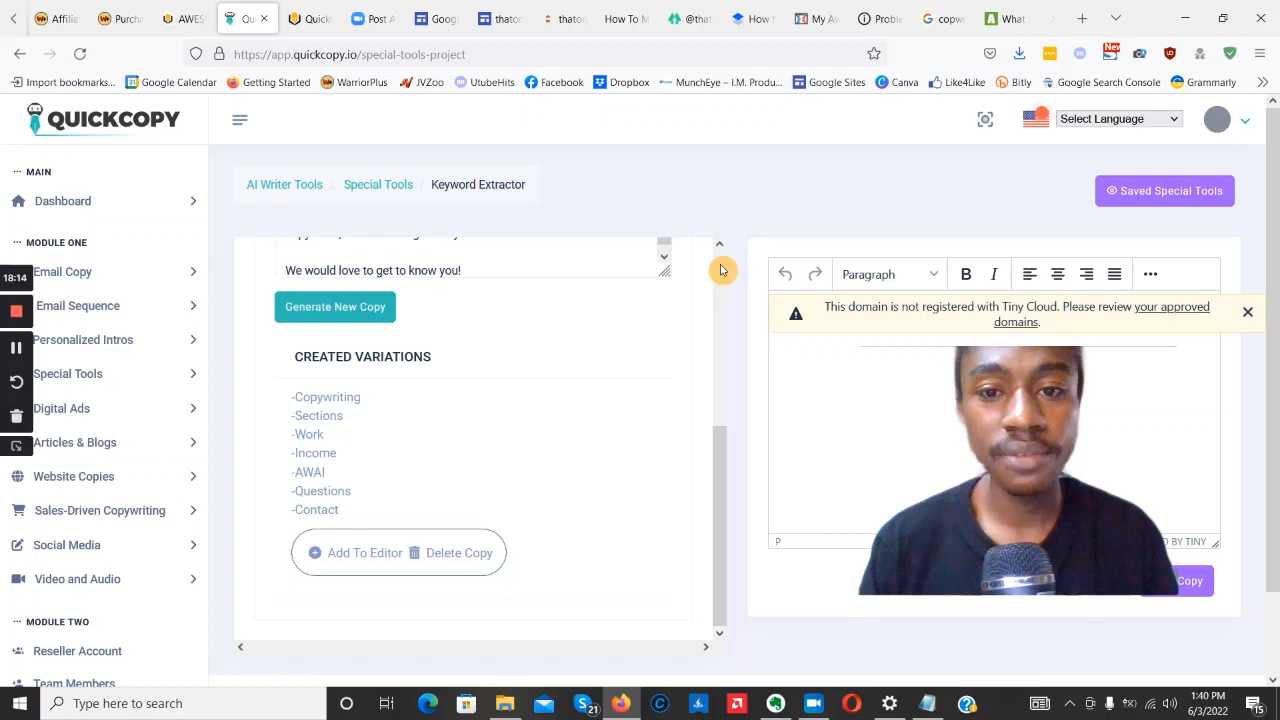 AWES
Qu
Quick
Post A
Goog
thator
How To M
@that
How t
My Av
Probl
copw
What
https://app.quickcopy.io/special-tools-project
New
Import bookmarks...
Google Calendar
Getting Started
WarriorPlus
JVZoo
UtubeHits
Facebook
Dropbox
MunchEye — I.M. Produ...
Google Sites
Canva
Like4Like
Bitly
Google Search Console
Grammarly
QUICKCOPY
Select Language
··· MAIN
AI Writer Tools / Special Tools / Keyword Extractor
Saved Special Tools
Dashboard
··· MODULE ONE
18:14
Email Copy
We would love to get to know you!
Paragraph
B
I
Email Sequence
Generate New Copy
This domain is not registered with Tiny Cloud. Please review your approved
domains.
Personalized Intros
CREATED VARIATIONS
Special Tools
-Copywriting
Digital Ads
-Sections
-Work
Articles & Blogs
-Income
Website Copies
-AWAI
-Questions
Sales-Driven Copywriting
-Contact
Social Media
P
BY TINY
Add To Editor
Delete Copy
Video and Audio
Copy
··· MODULE TWO
Reseller Account
Team Members
Type here to search
21
1:40 PM
6/3/2022
15